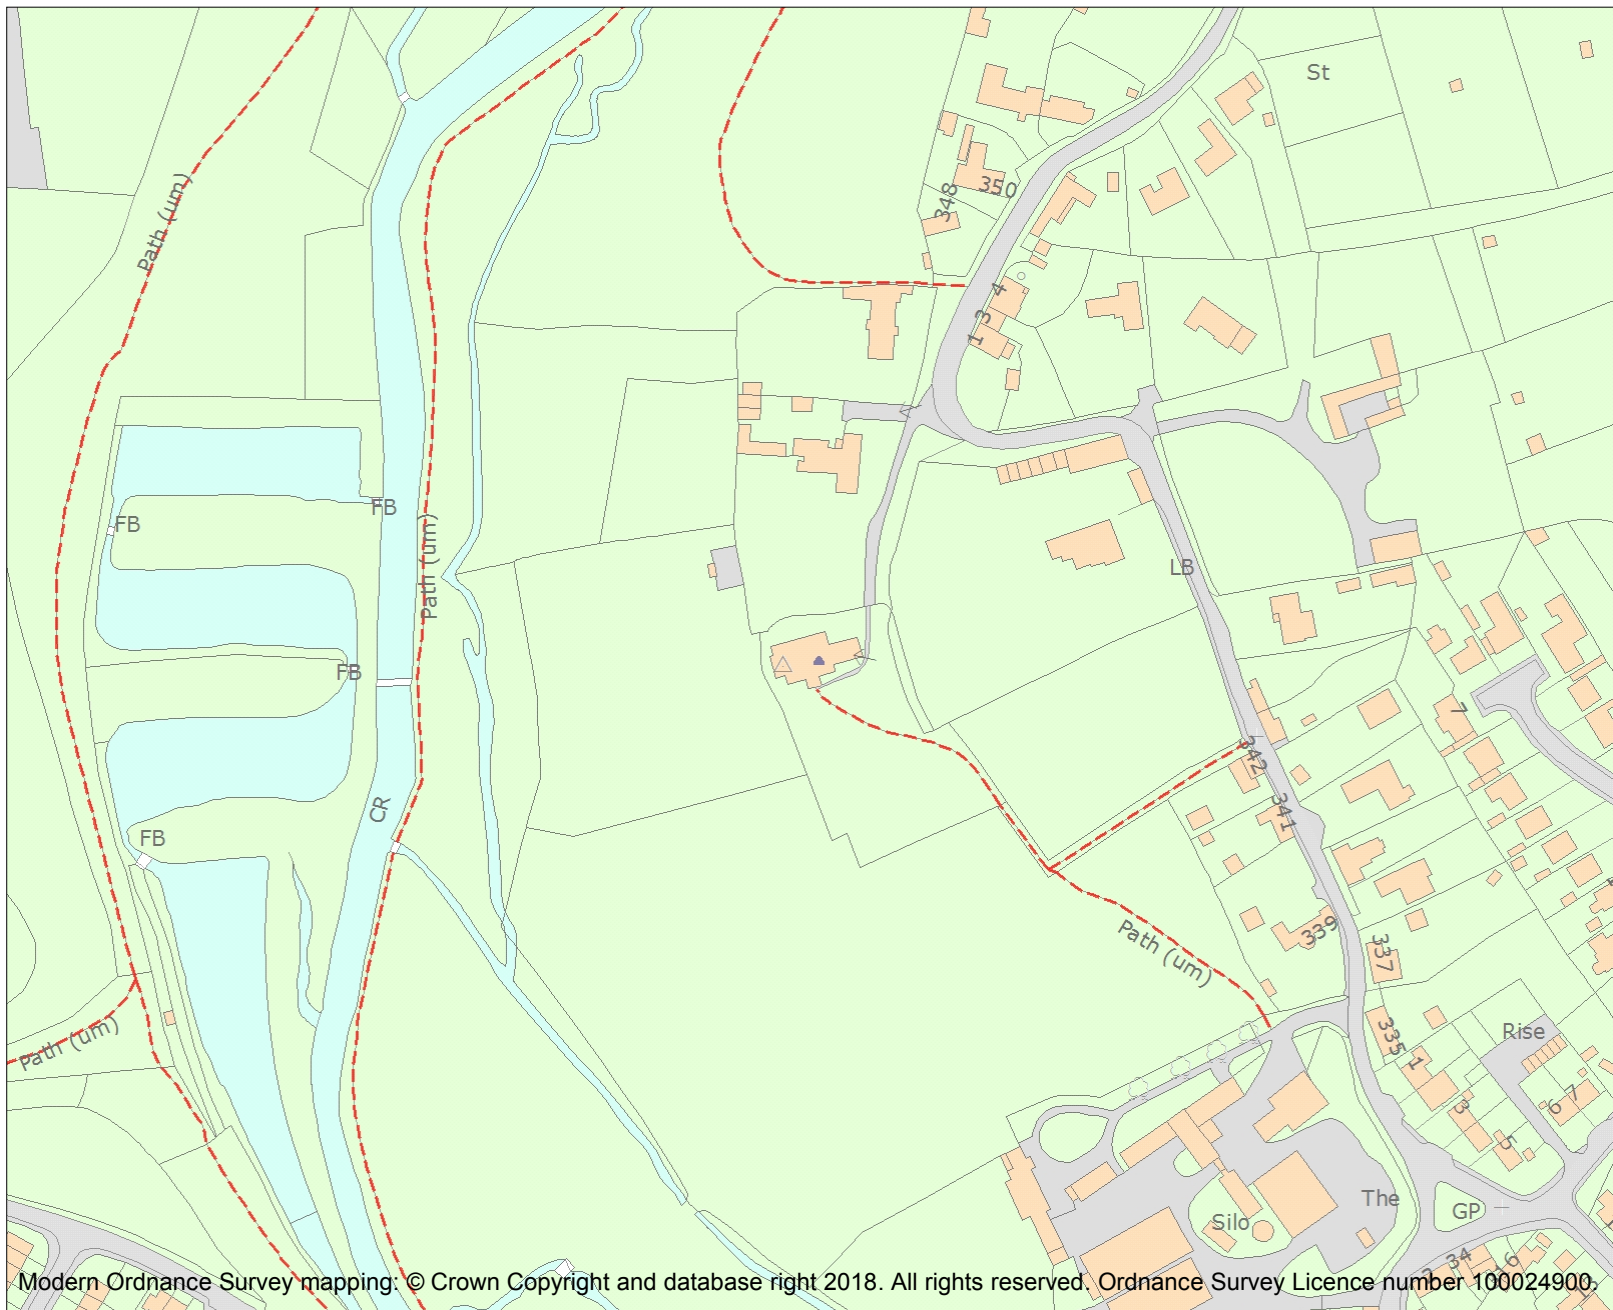 St
Path (um)
348
350
1 3 4
FB
FB
Path (um)
LB
FB
7
342
CR
341
FB
339
Path (um)
337
Path (um)
335
1
Rise
3
6 7
5
The
GP
Silo
34
6
Modern Ordnance Survey mapping: © Crown Copyright and database right 2018. All rights reserved. Ordnance Survey Licence number 100024900.